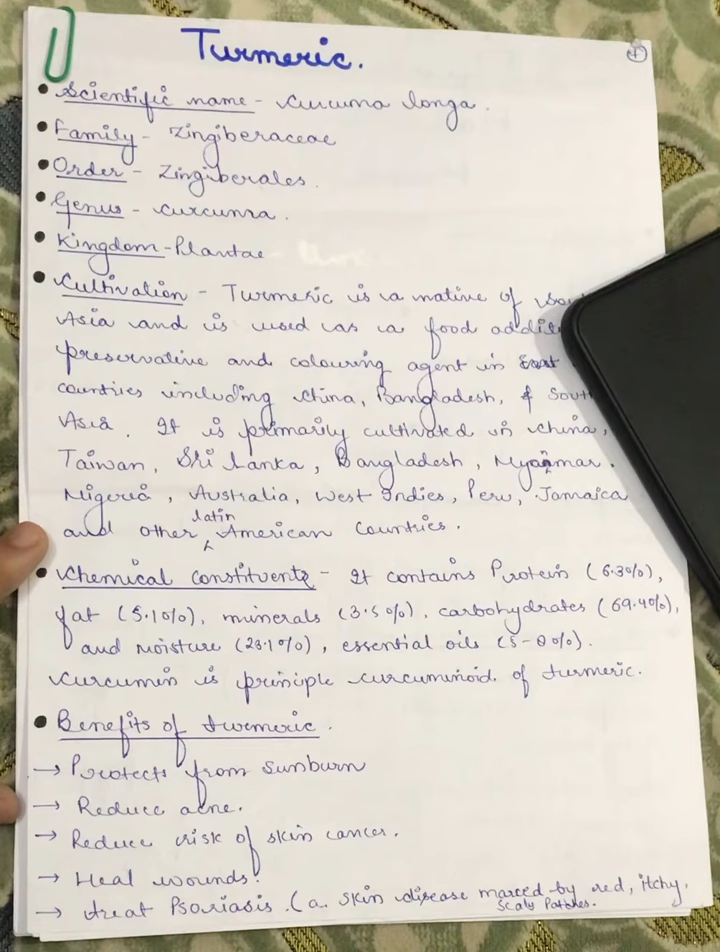 Turmeric.
1
• Scientific name - Curcuma longa.
• Family - Zingiberaceae
• Order - Zingiberales.
• Genus - Curcuma.
• Kingdom - Plantae
• Cultivation - Turmeric is a native of
Asia and is used as a food
preservative and colouring agent in
countries including China, Bangladesh, & South
Asia. It is primarily cultivated in China,
Taiwan, Sri Lanka, Bangladesh, Myanmar.
Nigeria, Australia, West Indies, Peru, Jamaica
and other latin American Countries.
• Chemical constituents - It contains Protein (6.3%),
fat (5.1%), minerals (3.5%), carbohydrates (69.4%),
and Moisture (23.1%), essential oils (5-8%).
Curcumin is principle curcuminoid. of turmeric.
• Benefits of turmeric.
→ Protects from sunburn
→ Reduce acne.
→ Reduce risk of skin cancer.
→ Heal wounds.
→ treat Psoriasis. (a. skin disease marced by red, itchy,
scaly Patches.